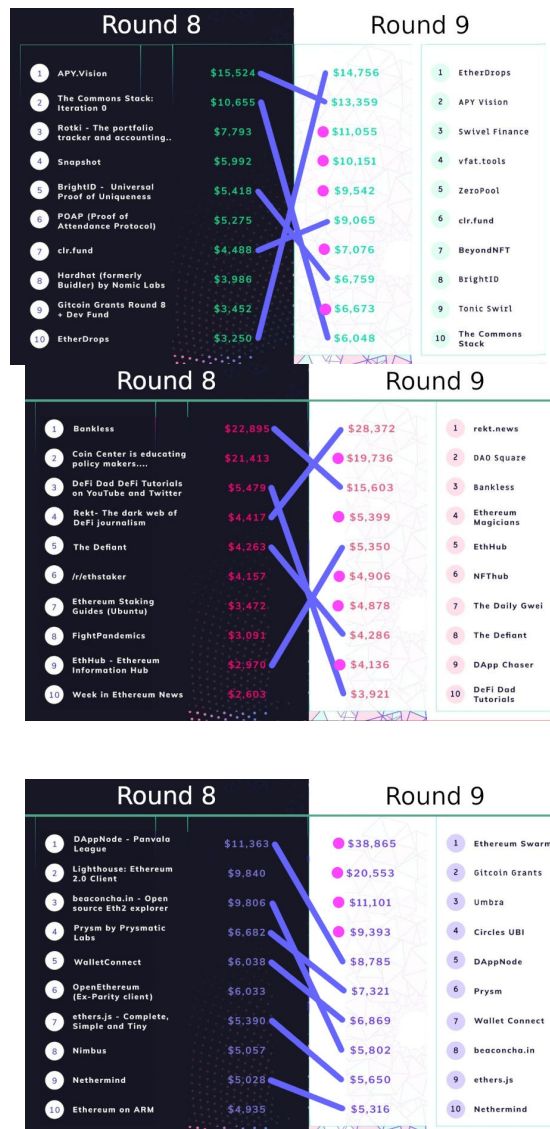 Round 8 Round 9
1 APY.Vision $15,524 $14,756 1 EtherDrops
2 The Commons Stack: Iteration 0 $10,655 $13,359 2 APY Vision
3 Rotki - The portfolio tracker and accounting.. $7,793 $11,055 3 Swivel Finance
4 Snapshot $5,992 $10,151 4 vfat.tools
5 BrightID - Universal Proof of Uniqueness $5,418 $9,542 5 ZeroPool
6 POAP (Proof of Attendance Protocol) $5,275 $9,065 6 clr.fund
7 clr.fund $4,488 $7,076 7 BeyondNFT
8 Hardhat (formerly Buidler) by Nomic Labs $3,986 $6,759 8 BrightID
9 Gitcoin Grants Round 8 + Dev Fund $3,452 $6,673 9 Tonic Swirl
10 EtherDrops $3,250 $6,048 10 The Commons Stack
Round 8 Round 9
1 Bankless $22,895 $28,372 1 rekt.news
2 Coin Center is educating policy makers.... $21,413 $19,736 2 DAO Square
3 DeFi Dad DeFi Tutorials on YouTube and Twitter $5,479 $15,603 3 Bankless
4 Rekt- The dark web of DeFi journalism $4,417 $5,399 4 Ethereum Magicians
5 The Defiant $4,263 $5,350 5 EthHub
6 /r/ethstaker $4,157 $4,906 6 NFThub
7 Ethereum Staking Guides (Ubuntu) $3,472 $4,878 7 The Daily Gwei
8 FightPandemics $3,091 $4,286 8 The Defiant
9 EthHub - Ethereum Information Hub $2,970 $4,136 9 DApp Chaser
10 Week in Ethereum News $2,603 $3,921 10 DeFi Dad Tutorials
Round 8 Round 9
1 DAppNode - Panvala League $11,363 $38,865 1 Ethereum Swarm
2 Lighthouse: Ethereum 2.0 Client $9,840 $20,553 2 Gitcoin Grants
3 beaconcha.in - Open source Eth2 explorer $9,806 $11,101 3 Umbra
4 Prysm by Prysmatic Labs $6,682 $9,393 4 Circles UBI
5 WalletConnect $6,038 $8,785 5 DAppNode
6 OpenEthereum (Ex-Parity client) $6,033 $7,321 6 Prysm
7 ethers.js - Complete, Simple and Tiny $5,390 $6,869 7 Wallet Connect
8 Nimbus $5,057 $5,802 8 beaconcha.in
9 Nethermind $5,028 $5,650 9 ethers.js
10 Ethereum on ARM $4,935 $5,316 10 Nethermind